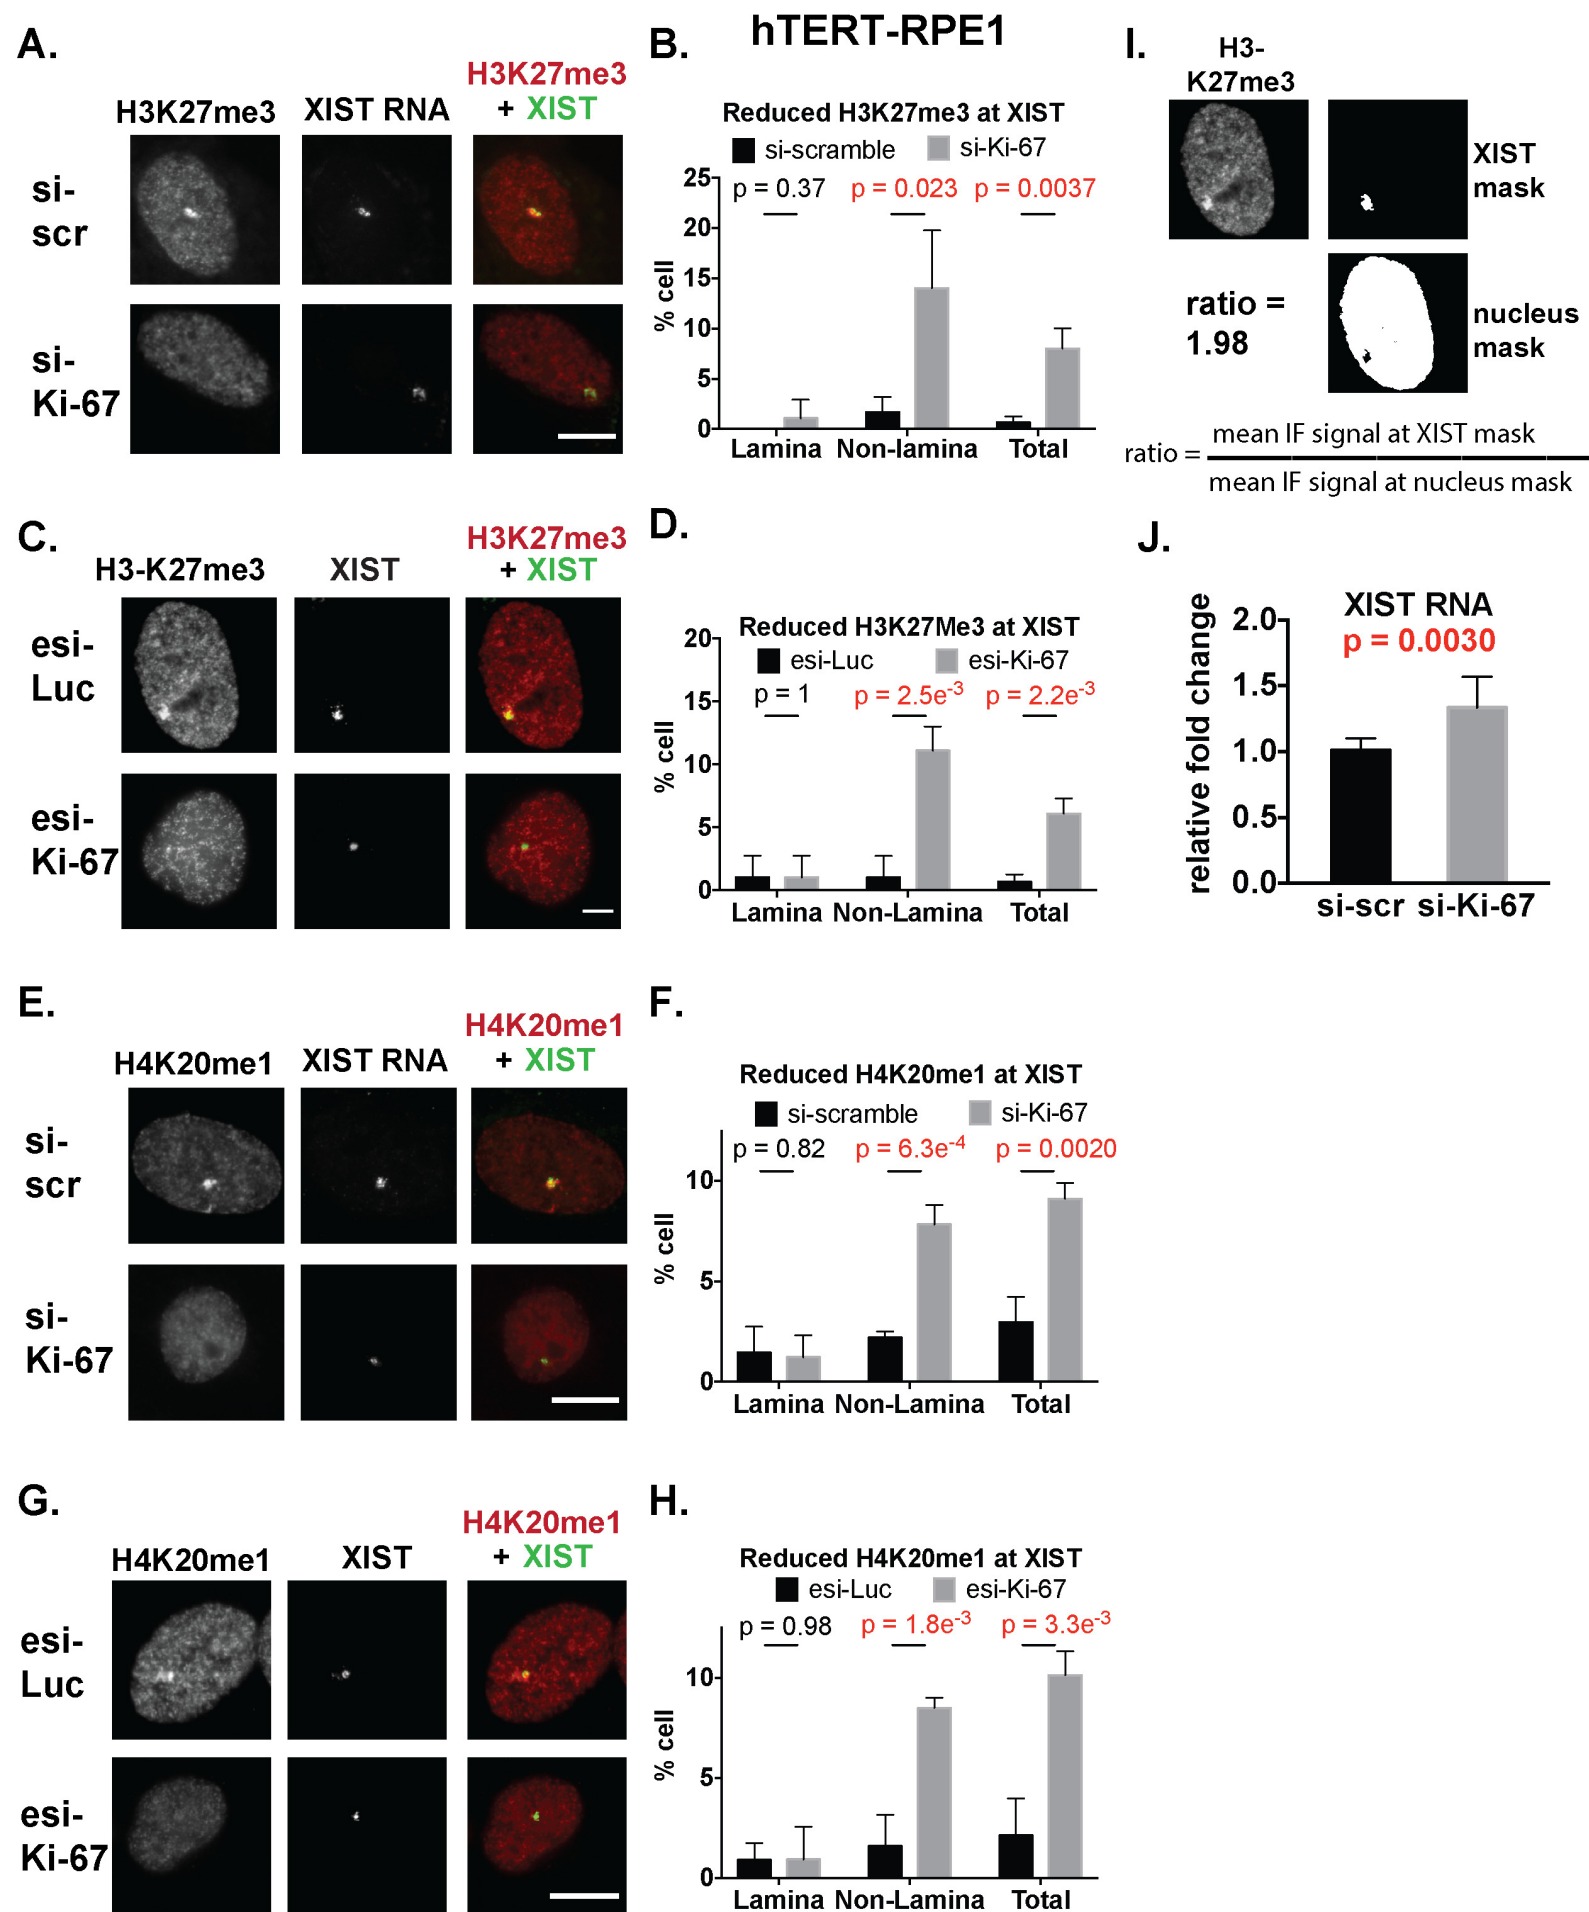 hTERT-RPE1
A.
H3K27me3
XIST RNA
H3K27me3
+ XIST
si-
scr
si-
Ki-67
B.
Reduced H3K27me3 at XIST
si-scramble
si-Ki-67
p = 0.37
p = 0.023
p = 0.0037
% cell
25
20
15
10
5
0
Lamina
Non-lamina
Total
I.
H3-
K27me3
XIST
mask
ratio =
1.98
nucleus
mask
ratio =
mean IF signal at XIST mask
mean IF signal at nucleus mask
C.
H3-K27me3
XIST
H3K27me3
+ XIST
esi-
Luc
esi-
Ki-67
D.
Reduced H3K27Me3 at XIST
esi-Luc
esi-Ki-67
p = 1
p = 2.5e-3
p = 2.2e-3
% cell
20
15
10
5
0
Lamina
Non-Lamina
Total
J.
XIST RNA
p = 0.0030
relative fold change
2.0
1.5
1.0
0.5
0.0
si-scr
si-Ki-67
E.
H4K20me1
XIST RNA
H4K20me1
+ XIST
si-
scr
si-
Ki-67
F.
Reduced H4K20me1 at XIST
si-scramble
si-Ki-67
p = 0.82
p = 6.3e-4
p = 0.0020
% cell
10
5
0
Lamina
Non-Lamina
Total
G.
H4K20me1
XIST
H4K20me1
+ XIST
esi-
Luc
esi-
Ki-67
H.
Reduced H4K20me1 at XIST
esi-Luc
esi-Ki-67
p = 0.98
p = 1.8e-3
p = 3.3e-3
% cell
10
5
0
Lamina
Non-Lamina
Total